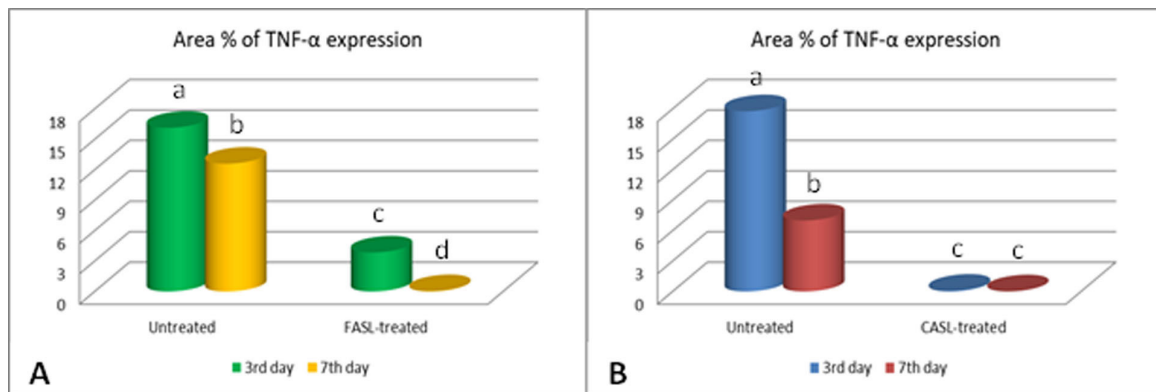 Area % of TNF-α expression
a
b
c
d
18
15
12
9
6
3
0
Untreated
FASL-treated
3rd day
7th day
A
Area % of TNF-α expression
a
b
c
c
18
15
12
9
6
3
0
Untreated
CASL-treated
3rd day
7th day
B